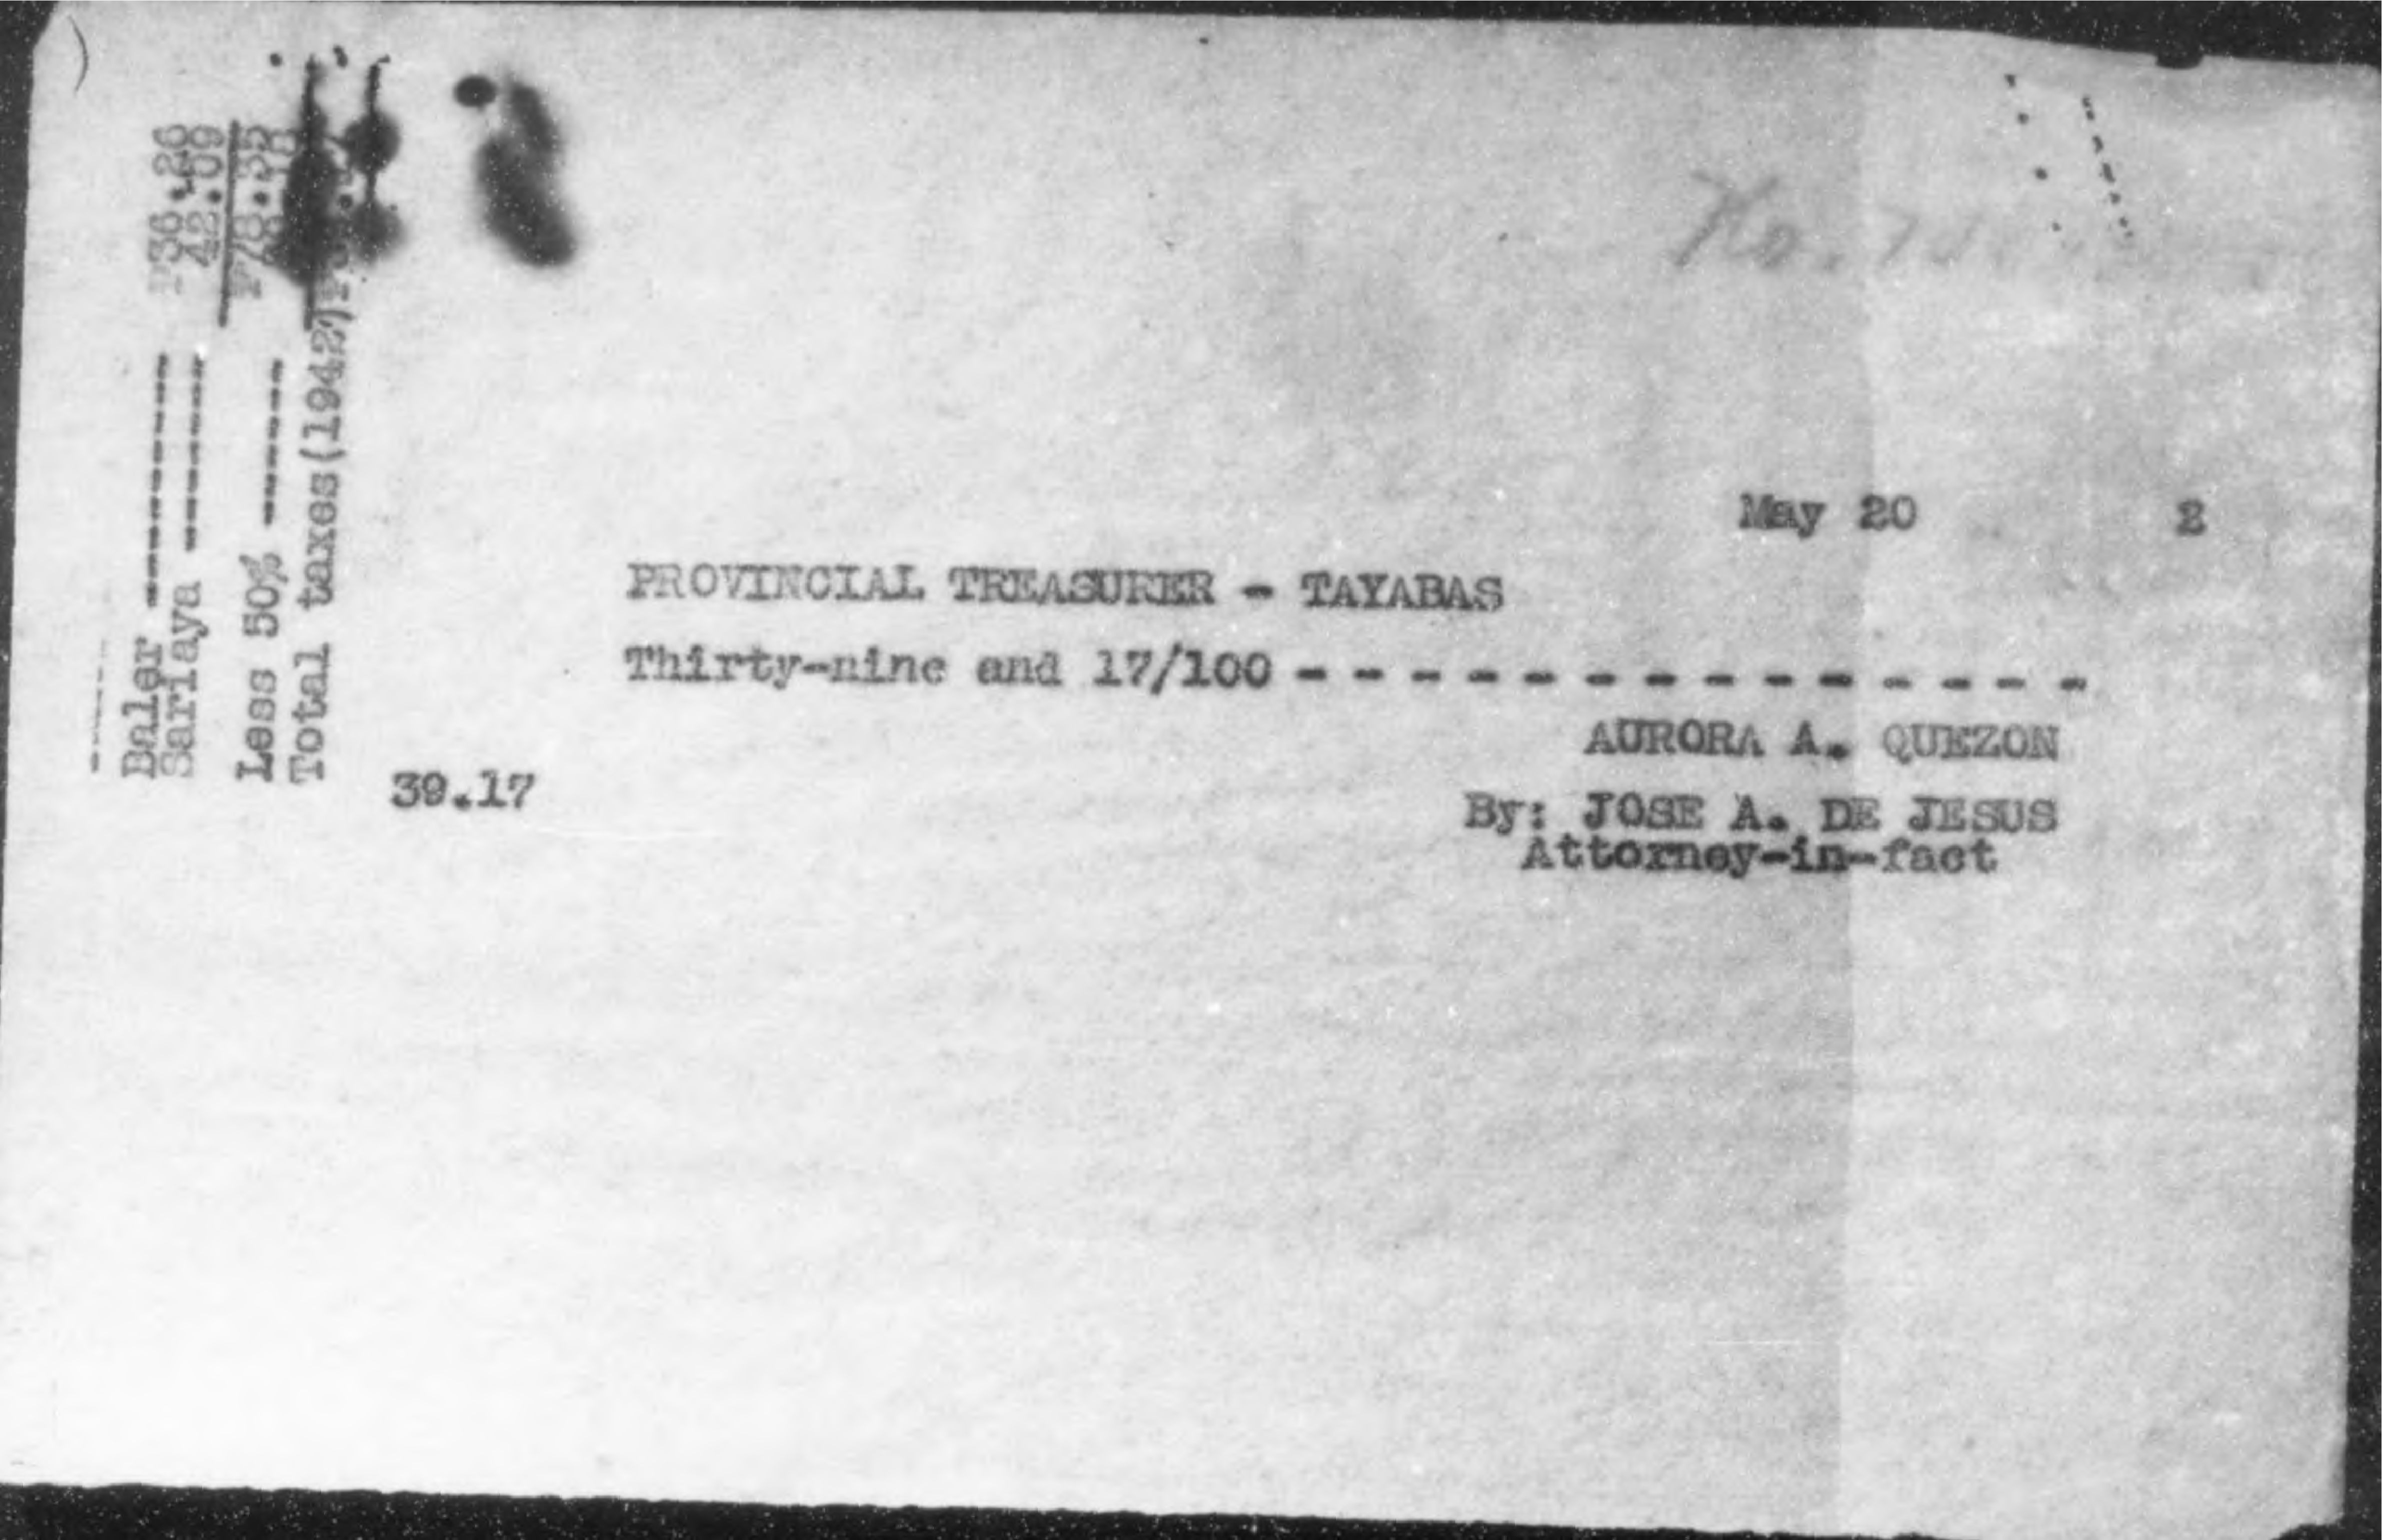 May 20 2
PROVINCIAL TREASURER - TAYABAS
Thirty-nine and 17/100 - - - - - - - - - - - - - -
AURORA A. QUEZON
39.17
By: JOSE A. DE JESUS
Attorney-in-fact
Baler ---------- ₱36.26
Sariaya -------- 42.09
₱78.35
Less 50% -------
Total taxes(1942)